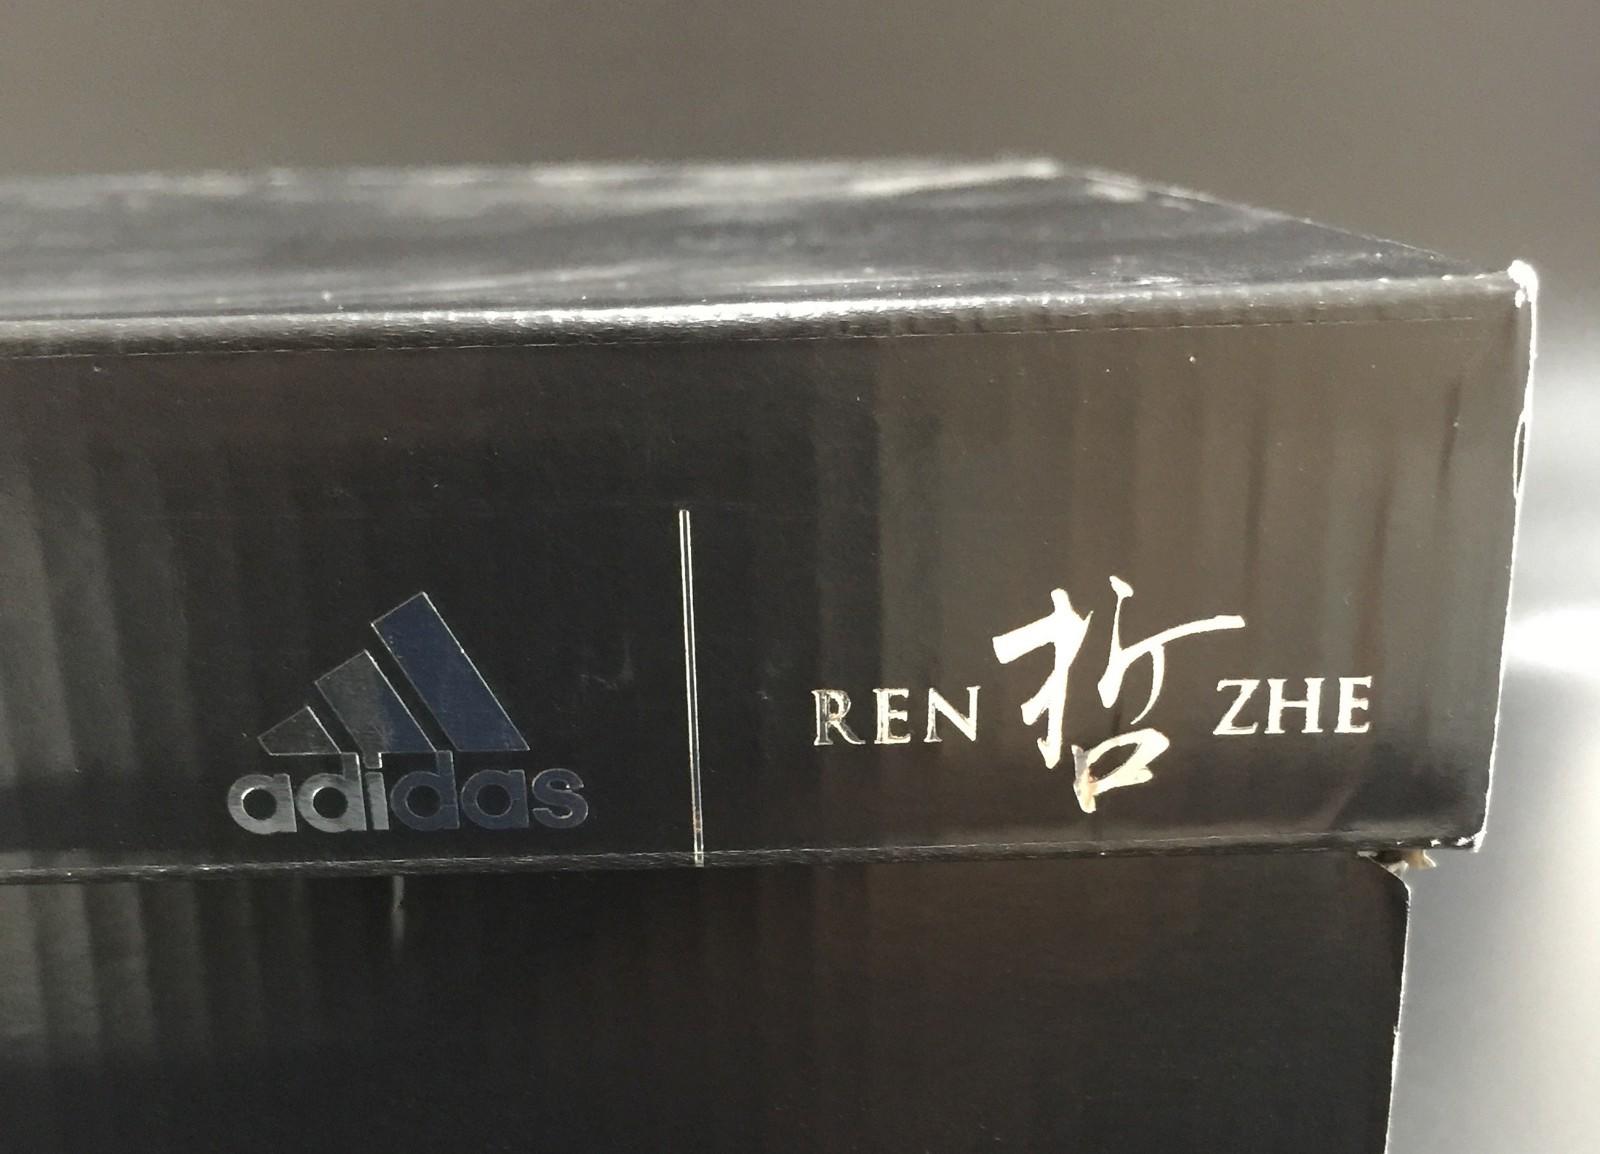 adidas
REN 哲 ZHE